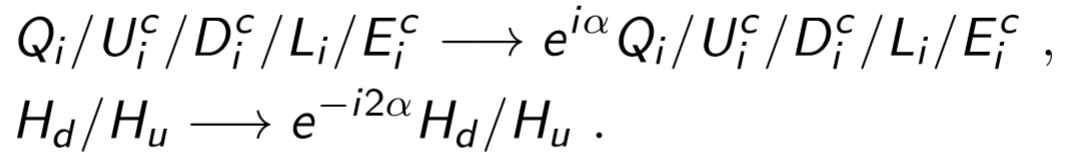 Q_i/U_i^c/D_i^c/L_i/E_i^c ⟶ e^{iα}Q_i/U_i^c/D_i^c/L_i/E_i^c ,
H_d/H_u ⟶ e^{−i2α}H_d/H_u .